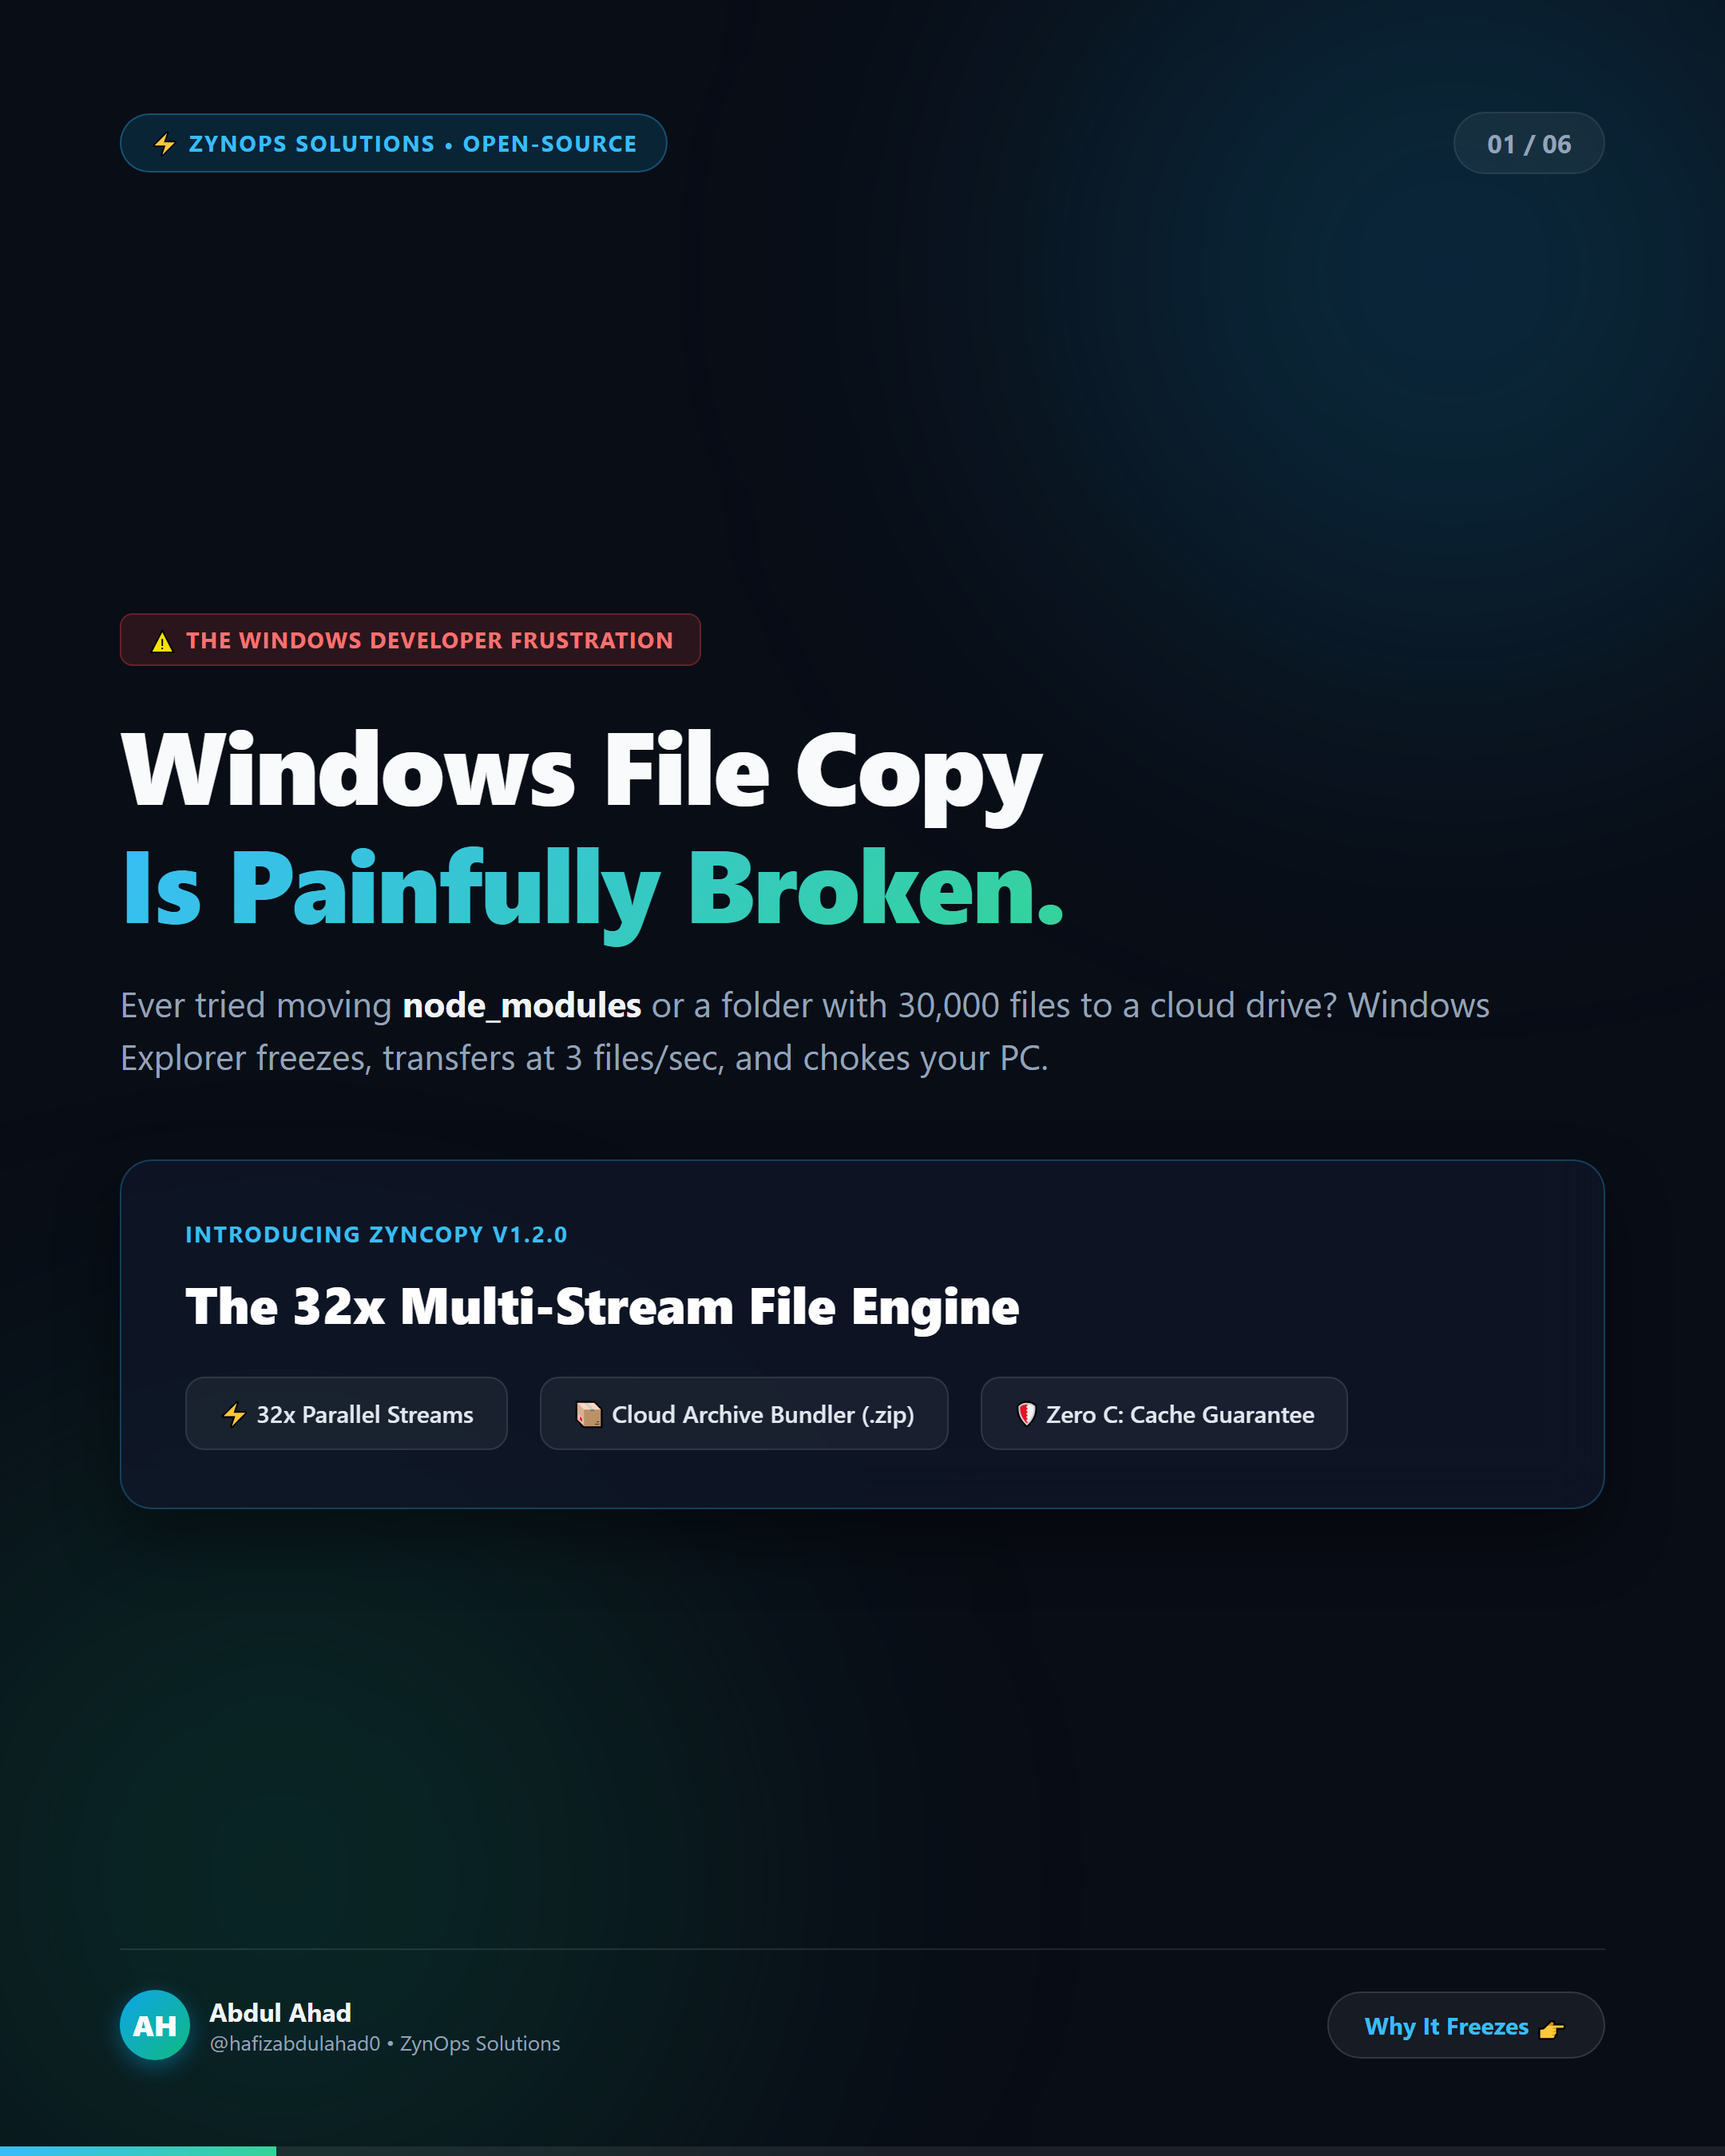 ⚡ ZYNOPS SOLUTIONS • OPEN-SOURCE
01 / 06
⚠️ THE WINDOWS DEVELOPER FRUSTRATION
Windows File Copy
Is Painfully Broken.
Ever tried moving node_modules or a folder with 30,000 files to a cloud drive? Windows
Explorer freezes, transfers at 3 files/sec, and chokes your PC.
INTRODUCING ZYNCOPY V1.2.0
The 32x Multi-Stream File Engine
⚡ 32x Parallel Streams
📦 Cloud Archive Bundler (.zip)
🛡️ Zero C: Cache Guarantee
AH
Abdul Ahad
@hafizabdulahad0 • ZynOps Solutions
Why It Freezes 👉